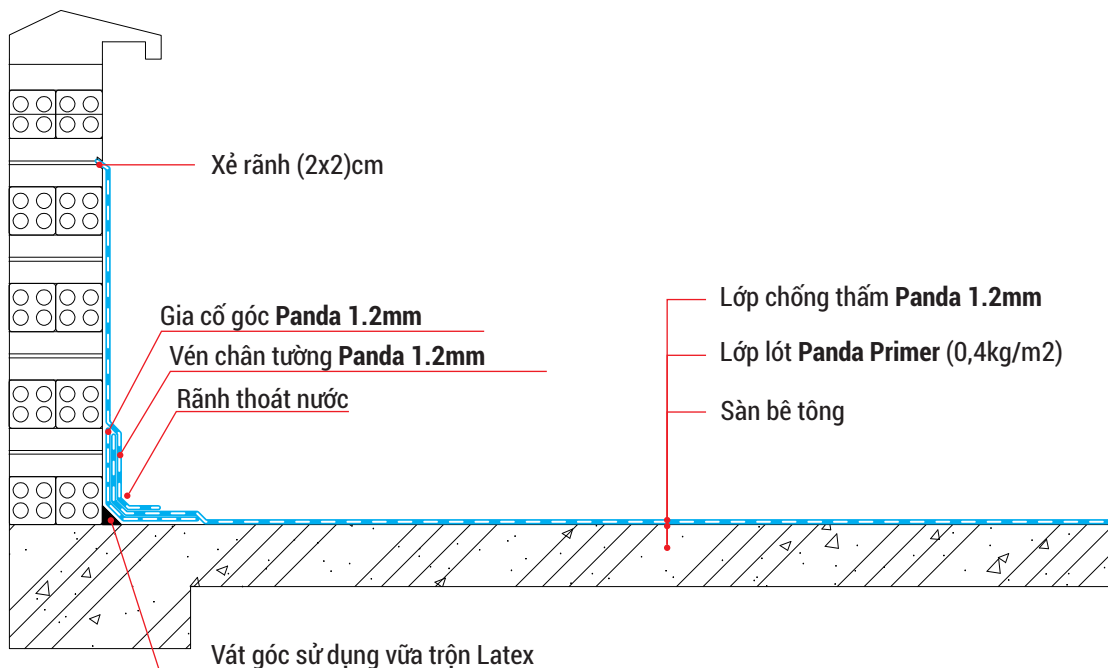 Xẻ rãnh (2x2)cm
Gia cố góc Panda 1.2mm
Vén chân tường Panda 1.2mm
Rãnh thoát nước
Lớp chống thấm Panda 1.2mm
Lớp lót Panda Primer (0,4kg/m2)
Sàn bê tông
Vát góc sử dụng vữa trộn Latex